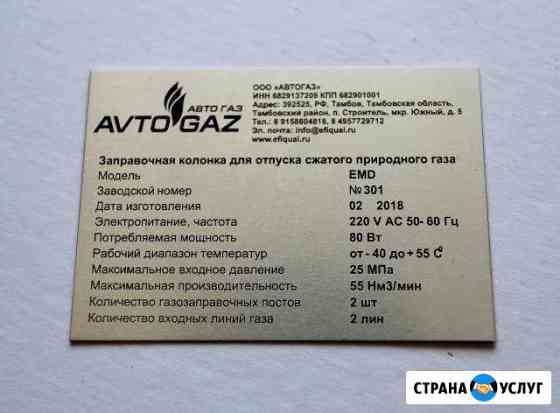 АВТО ГАЗ
AVTOGAZ
ООО «АВТОГАЗ»
ИНН 6829137209 КПП 682901001
Адрес: 392525, РФ, Тамбов, Тамбовская область,
Тамбовский район, п. Строитель, мкр. Южный, д. 5
Тел.: 8 9158604816, 8 4957729712
Эл. почта: info@efiqual.ru
www.efiqual.ru
Заправочная колонка для отпуска сжатого природного газа
Модель EMD
Заводской номер №301
Дата изготовления 02 2018
Электропитание, частота 220 V AC 50- 60 Гц
Потребляемая мощность 80 Вт
Рабочий диапазон температур от - 40 до + 55 С°
Максимальное входное давление 25 МПа
Максимальная производительность 55 Нм3/мин
Количество газозаправочных постов 2 шт
Количество входных линий газа 2 лин
СТРАНА УСЛУГ